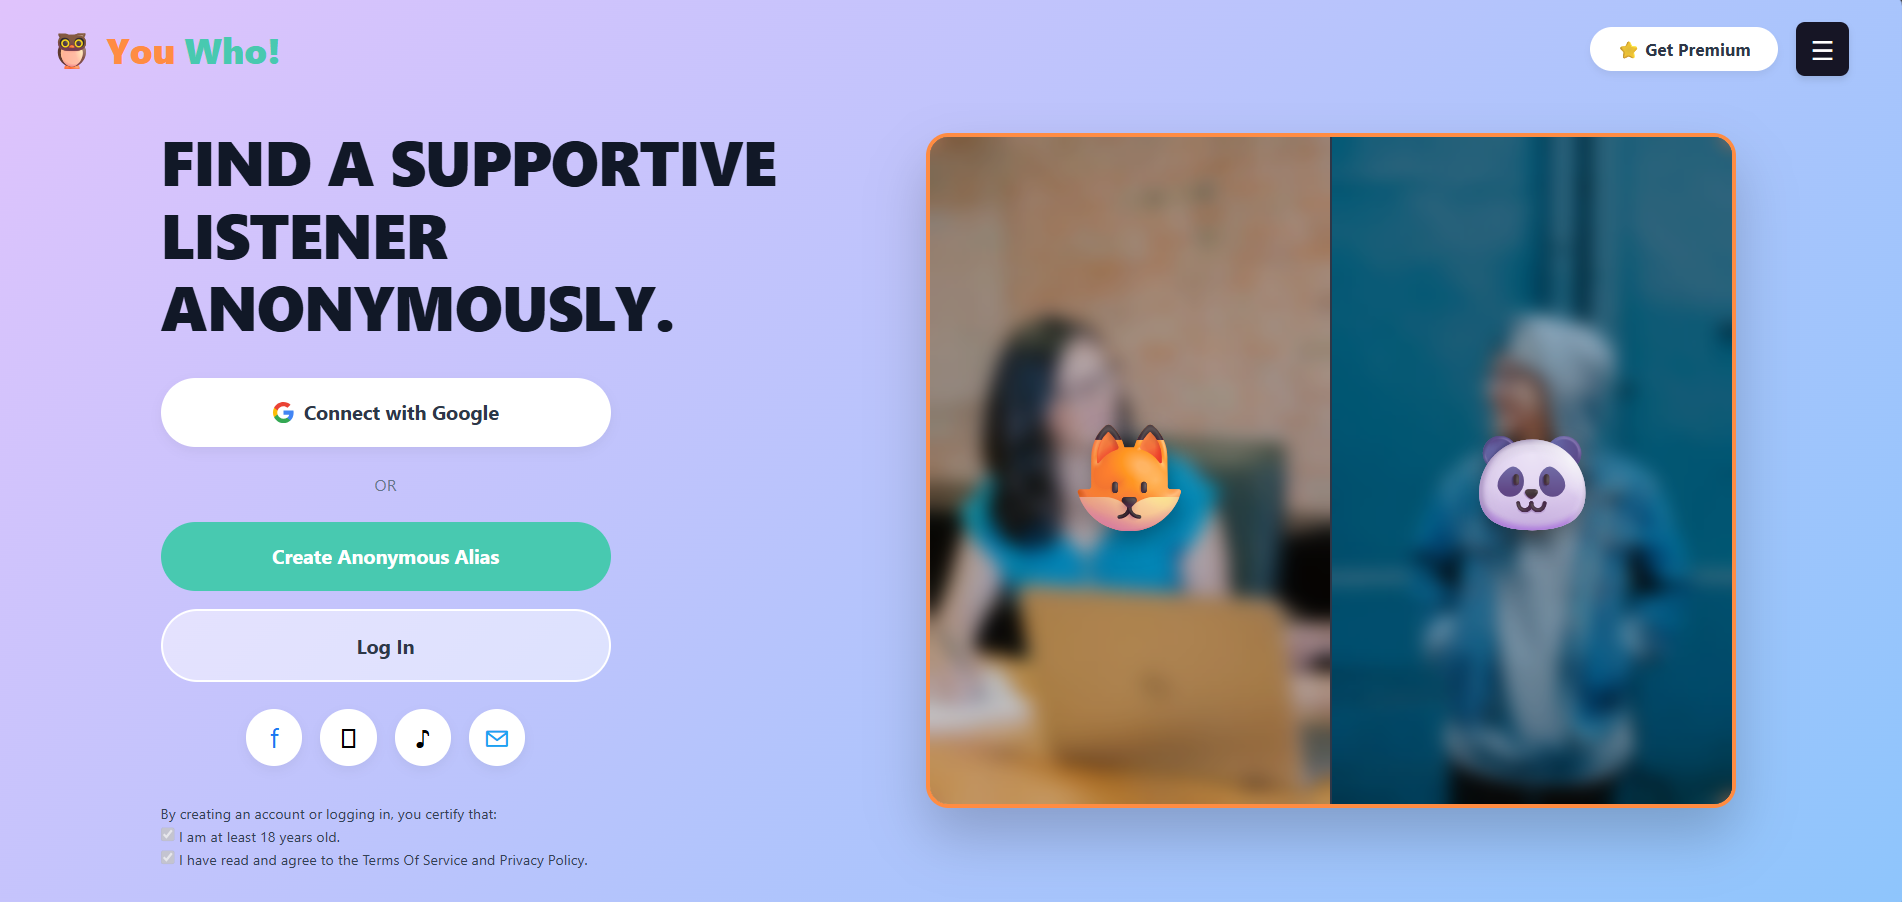 You Who!
Get Premium
FIND A SUPPORTIVE
LISTENER
ANONYMOUSLY.
Connect with Google
OR
Create Anonymous Alias
Log In
By creating an account or logging in, you certify that:
I am at least 18 years old.
I have read and agree to the Terms Of Service and Privacy Policy.